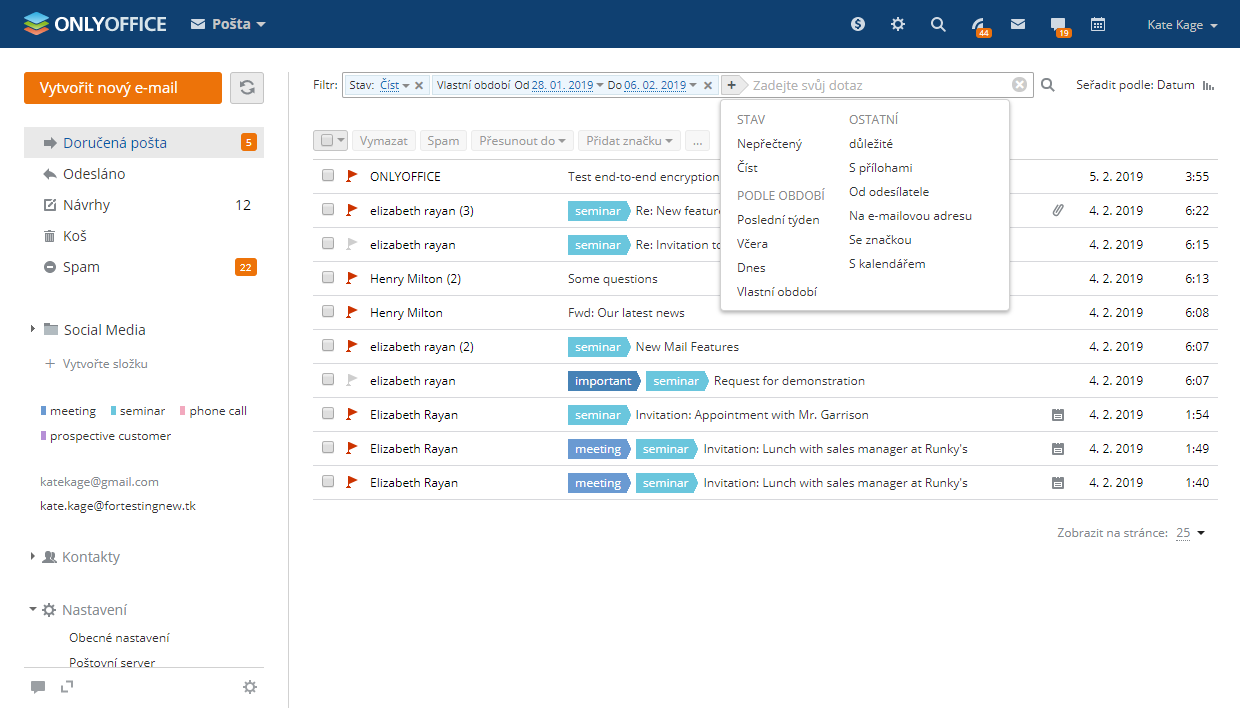 ONLYOFFICE Pošta 44 19 Kate Kage
Vytvořit nový e-mail
Doručená pošta 5
Odesláno
Návrhy 12
Koš
Spam 22
Social Media
Vytvořte složku
meeting seminar phone call
prospective customer
katekage@gmail.com
kate.kage@fortestingnew.tk
Kontakty
Nastavení
Obecné nastavení
Poštovní server
Filtr: Stav: Číst Vlastní období Od 28. 01. 2019 Do 06. 02. 2019 + Zadejte svůj dotaz Seřadit podle: Datum
STAV
Nepřečtený
Číst
PODLE OBDOBÍ
Poslední týden
Včera
Dnes
Vlastní období
OSTATNÍ
důležité
S přílohami
Od odesílatele
Na e-mailovou adresu
Se značkou
S kalendářem
Vymazat Spam Přesunout do Přidat značku ...
ONLYOFFICE Test end-to-end encryption 5. 2. 2019 3:55
elizabeth rayan (3) seminar Re: New feature 4. 2. 2019 6:22
elizabeth rayan seminar Re: Invitation to 4. 2. 2019 6:15
Henry Milton (2) Some questions 4. 2. 2019 6:13
Henry Milton Fwd: Our latest news 4. 2. 2019 6:08
elizabeth rayan (2) seminar New Mail Features 4. 2. 2019 6:07
elizabeth rayan important seminar Request for demonstration 4. 2. 2019 6:07
Elizabeth Rayan seminar Invitation: Appointment with Mr. Garrison 4. 2. 2019 1:54
Elizabeth Rayan meeting seminar Invitation: Lunch with sales manager at Runky's 4. 2. 2019 1:49
Elizabeth Rayan meeting seminar Invitation: Lunch with sales manager at Runky's 4. 2. 2019 1:40
Zobrazit na stránce: 25